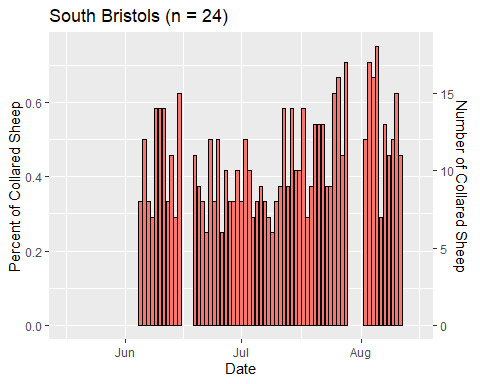 South Bristols (n = 24)
Percent of Collared Sheep
0.6
0.4
0.2
0.0
15
10
5
0
Number of Collared Sheep
Jun
Jul
Aug
Date